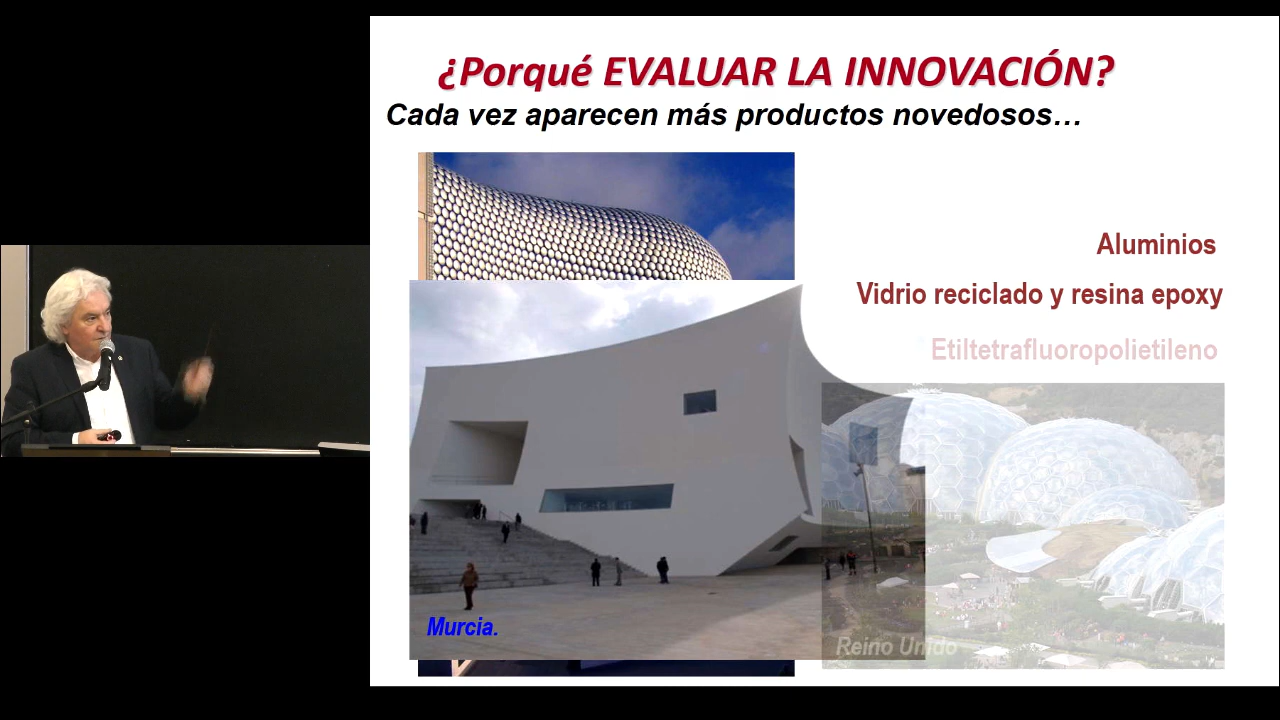 ¿Porqué EVALUAR LA INNOVACIÓN?
Cada vez aparecen más productos novedosos…
Aluminios
Vidrio reciclado y resina epoxy
Etiltetrafluoropolietileno
Murcia.
Reino Unido